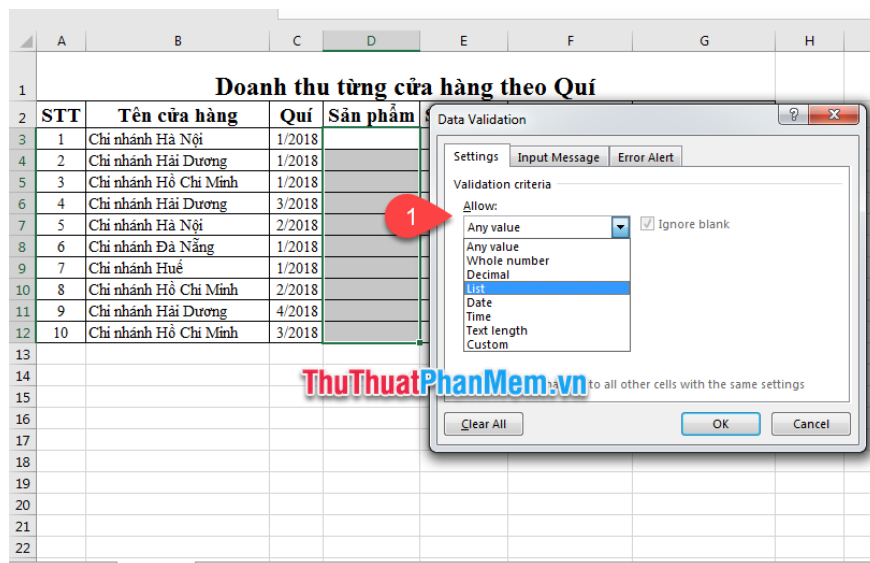 A B C D E F G H
1 Doanh thu từng cửa hàng theo Quí
2 STT Tên cửa hàng Quí Sản phẩm
3 1 Chi nhánh Hà Nội 1/2018
4 2 Chi nhánh Hải Dương 1/2018
5 3 Chi nhánh Hồ Chí Minh 1/2018
6 4 Chi nhánh Hải Dương 3/2018
7 5 Chi nhánh Hà Nội 2/2018
8 6 Chi nhánh Đà Nẵng 1/2018
9 7 Chi nhánh Huế 1/2018
10 8 Chi nhánh Hồ Chí Minh 2/2018
11 9 Chi nhánh Hải Dương 4/2018
12 10 Chi nhánh Hồ Chí Minh 3/2018
13
14
15
16
17
18
19
20
21
22
Data Validation
? X
Settings Input Message Error Alert
Validation criteria
Allow:
1
Any value Ignore blank
Any value
Whole number
Decimal
List
Date
Time
Text length
Custom
to all other cells with the same settings
ThuThuatPhanMem.vn
Clear All OK Cancel